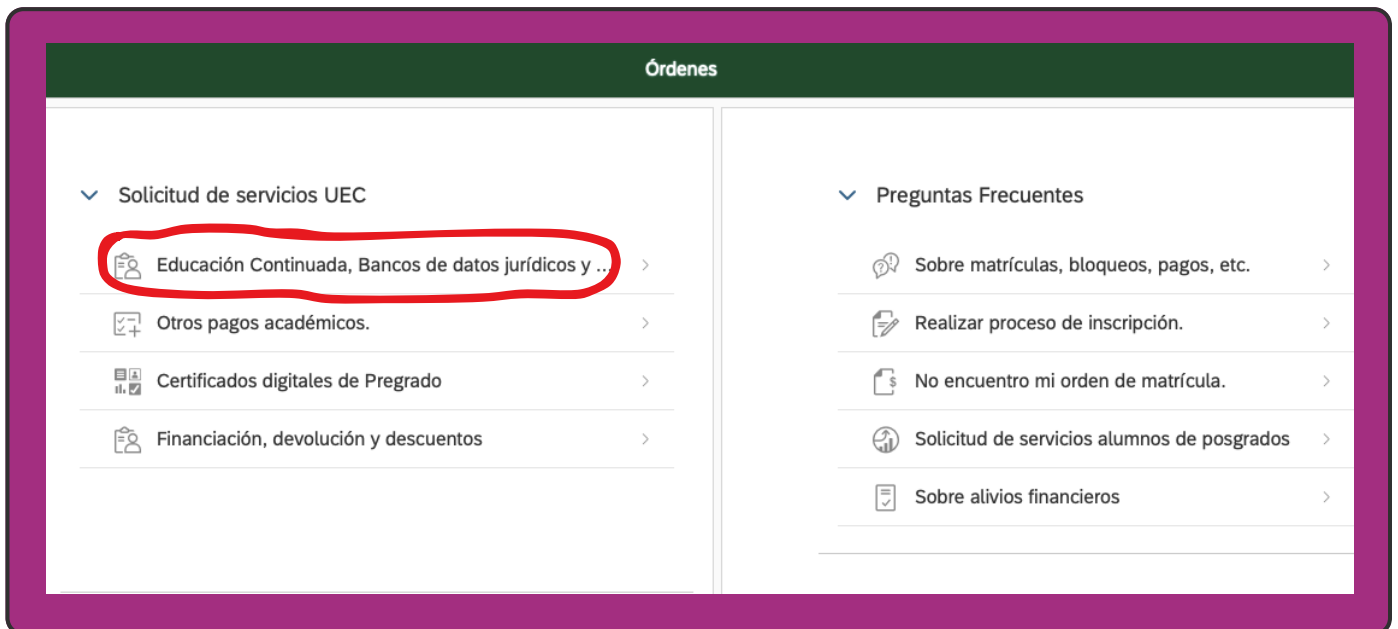 Órdenes
Solicitud de servicios UEC
Educación Continuada, Bancos de datos jurídicos y ...
Otros pagos académicos.
Certificados digitales de Pregrado
Financiación, devolución y descuentos
Preguntas Frecuentes
Sobre matrículas, bloqueos, pagos, etc.
Realizar proceso de inscripción.
No encuentro mi orden de matrícula.
Solicitud de servicios alumnos de posgrados
Sobre alivios financieros